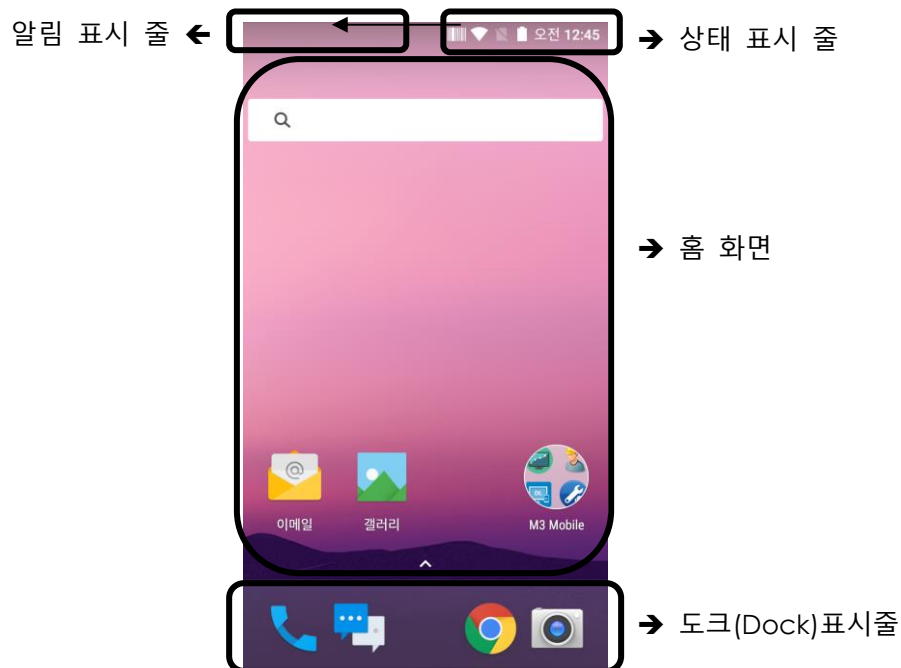 알림 표시 줄
오전 12:45
상태 표시 줄
홈 화면
@
이메일
갤러리
M3 Mobile
도크(Dock)표시줄